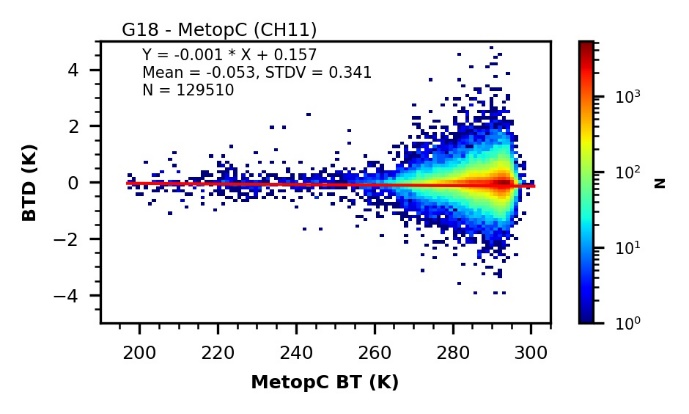 G18 - MetopC (CH11)
Y = -0.001 * X + 0.157
Mean = -0.053, STDV = 0.341
N = 129510
4
2
0
−2
−4
BTD (K)
200 220 240 260 280 300
MetopC BT (K)
10³
10²
10¹
10⁰
N